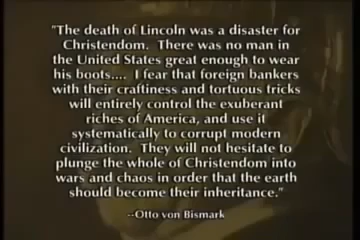 "The death of Lincoln was a disaster for
Christendom. There was no man in
the United States great enough to wear
his boots.... I fear that foreign bankers
with their craftiness and tortuous tricks
will entirely control the exuberant
riches of America, and use it
systematically to corrupt modern
civilization. They will not hesitate to
plunge the whole of Christendom into
wars and chaos in order that the earth
should become their inheritance."
--Otto von Bismark